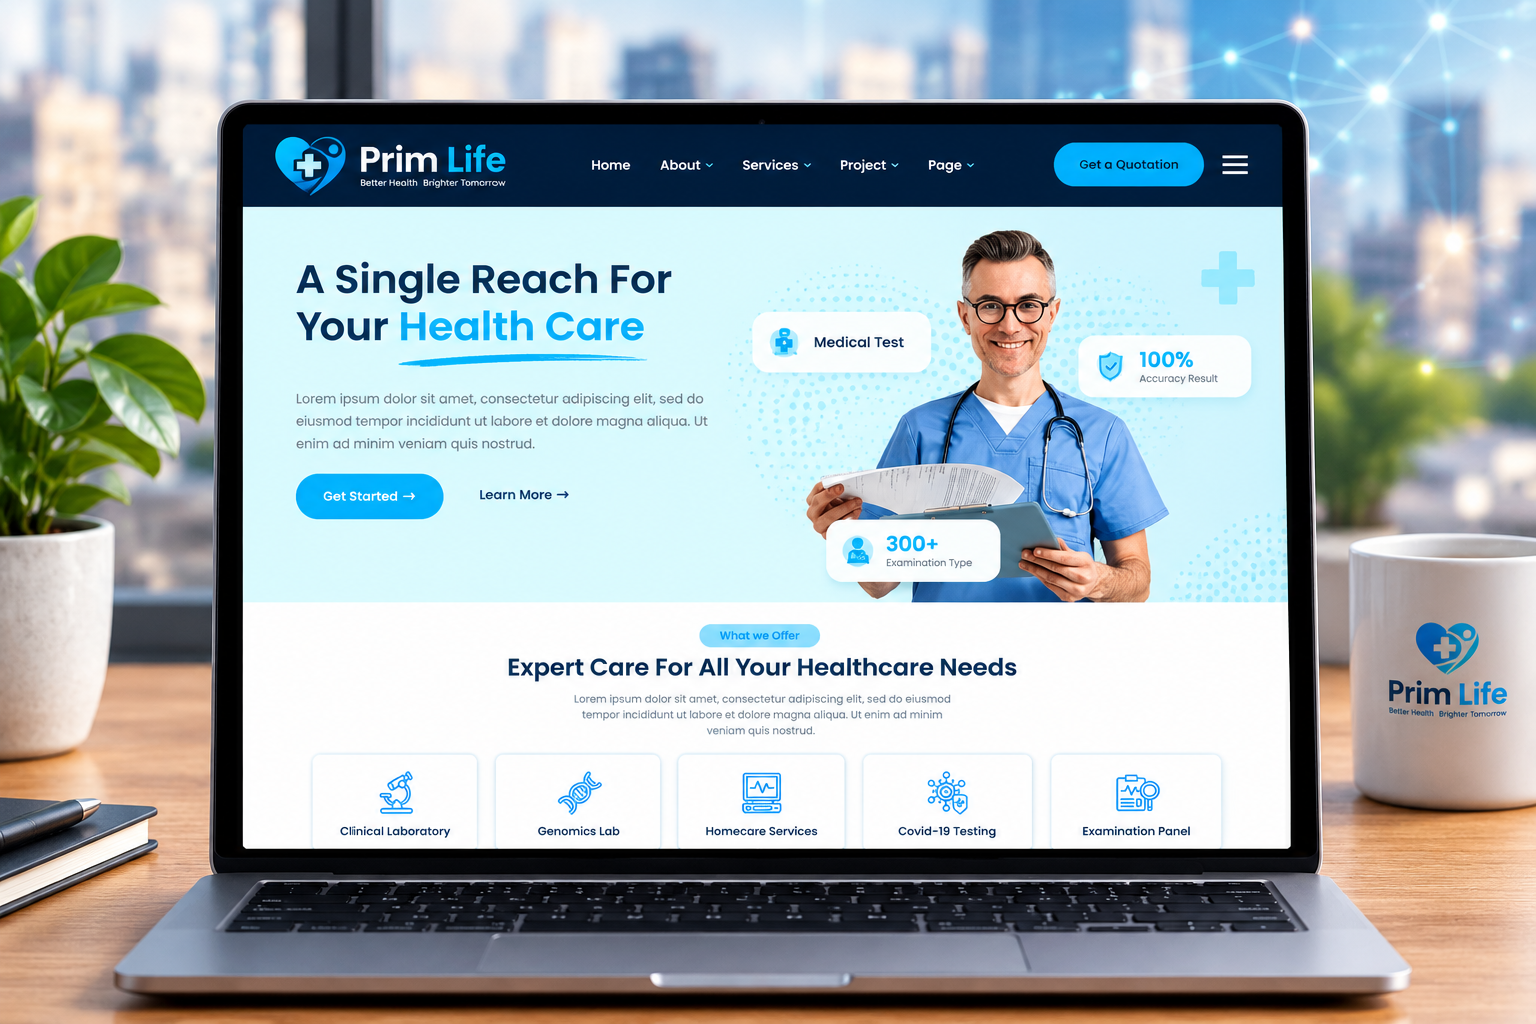 Prim Life
Better Health Brighter Tomorrow
Home
About
Services
Project
Page
Get a Quotation
A Single Reach For
Your Health Care
Lorem ipsum dolor sit amet, consectetur adipiscing elit, sed do
eiusmod tempor incididunt ut labore et dolore magna aliqua. Ut
enim ad minim veniam quis nostrud.
Get Started →
Learn More →
Medical Test
100%
Accuracy Result
300+
Examination Type
What we Offer
Expert Care For All Your Healthcare Needs
Lorem ipsum dolor sit amet, consectetur adipiscing elit, sed do eiusmod
tempor incididunt ut labore et dolore magna aliqua. Ut enim ad minim
veniam quis nostrud.
Clinical Laboratory
Genomics Lab
Homecare Services
Covid-19 Testing
Examination Panel
Prim Life
Better Health Brighter Tomorrow